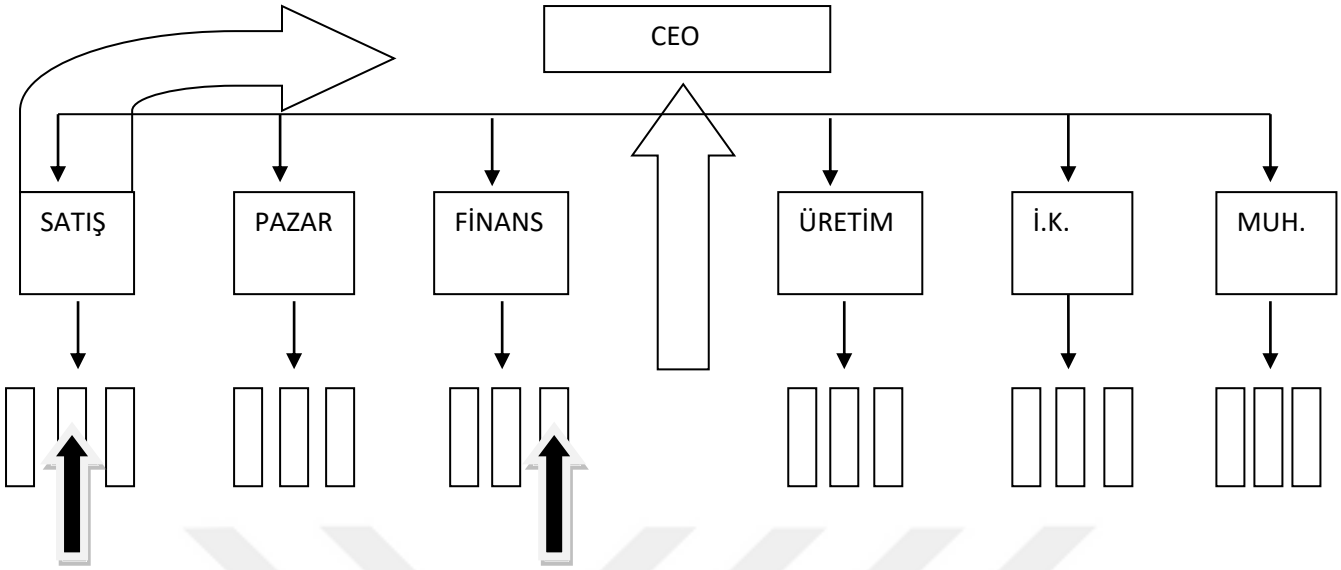 CEO
SATIŞ
PAZAR
FİNANS
ÜRETİM
İ.K.
MUH.